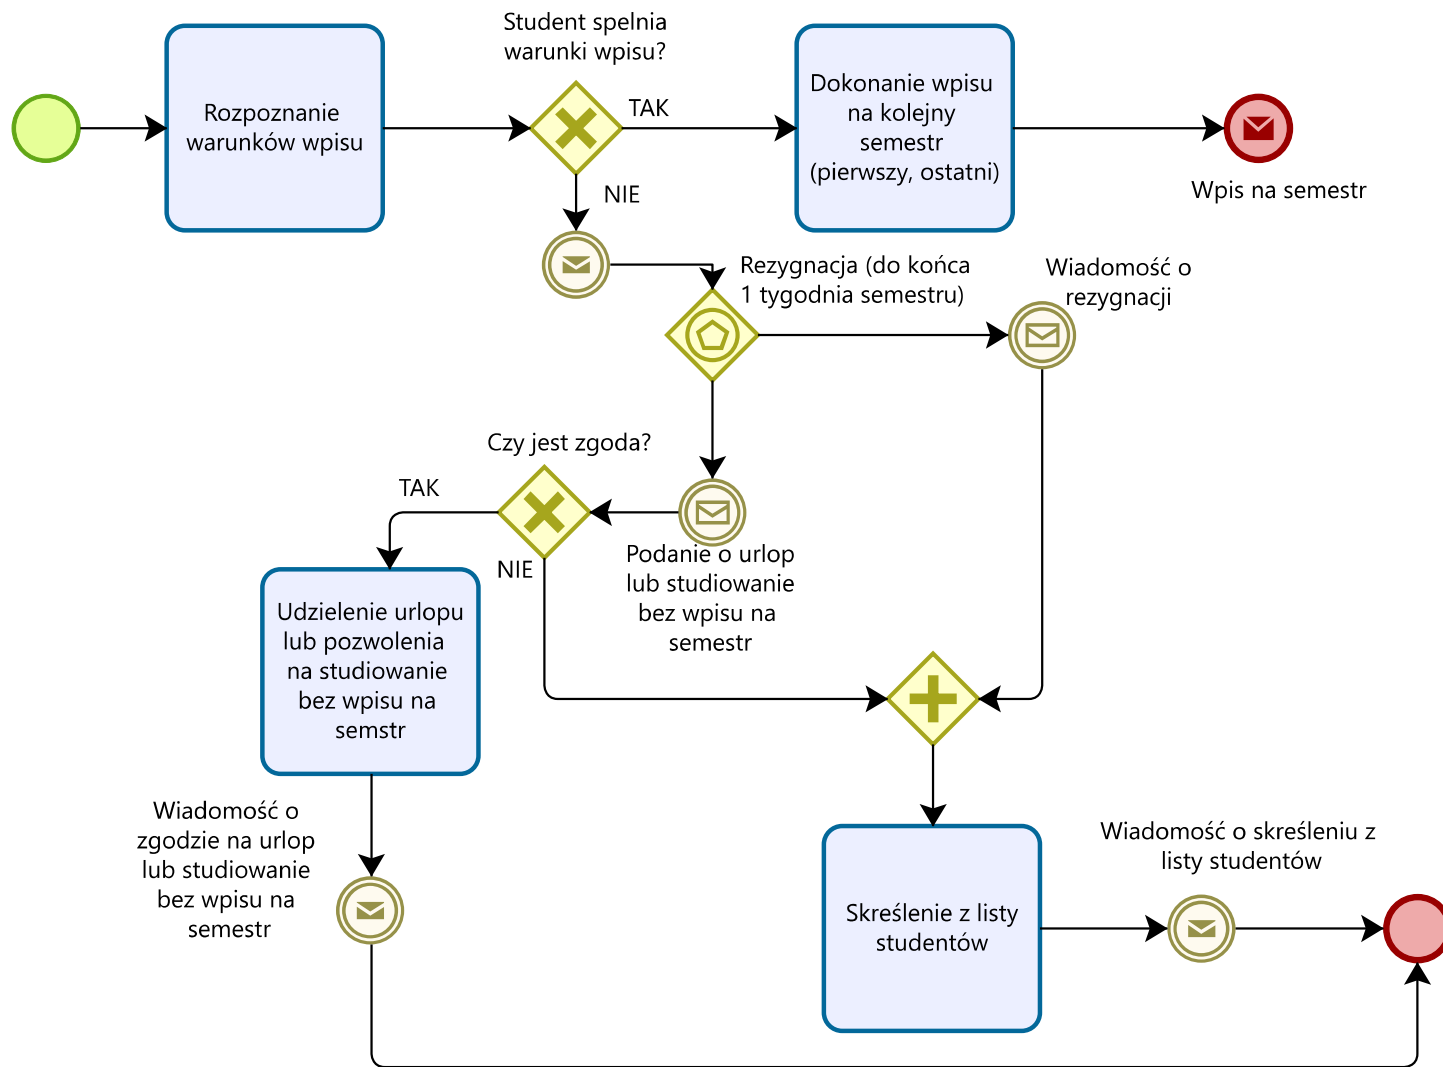 Student spelnia
warunki wpisu?
Rozpoznanie
warunków wpisu
TAK
Dokonanie wpisu
na kolejny
semestr
(pierwszy, ostatni)
Wpis na semestr
NIE
Rezygnacja (do końca
1 tygodnia semestru)
Wiadomość o
rezygnacji
Czy jest zgoda?
TAK
NIE
Podanie o urlop
lub studiowanie
bez wpisu na
semestr
Udzielenie urlopu
lub pozwolenia
na studiowanie
bez wpisu na
semstr
Wiadomość o
zgodzie na urlop
lub studiowanie
bez wpisu na
semestr
Skreślenie z listy
studentów
Wiadomość o skreśleniu z
listy studentów